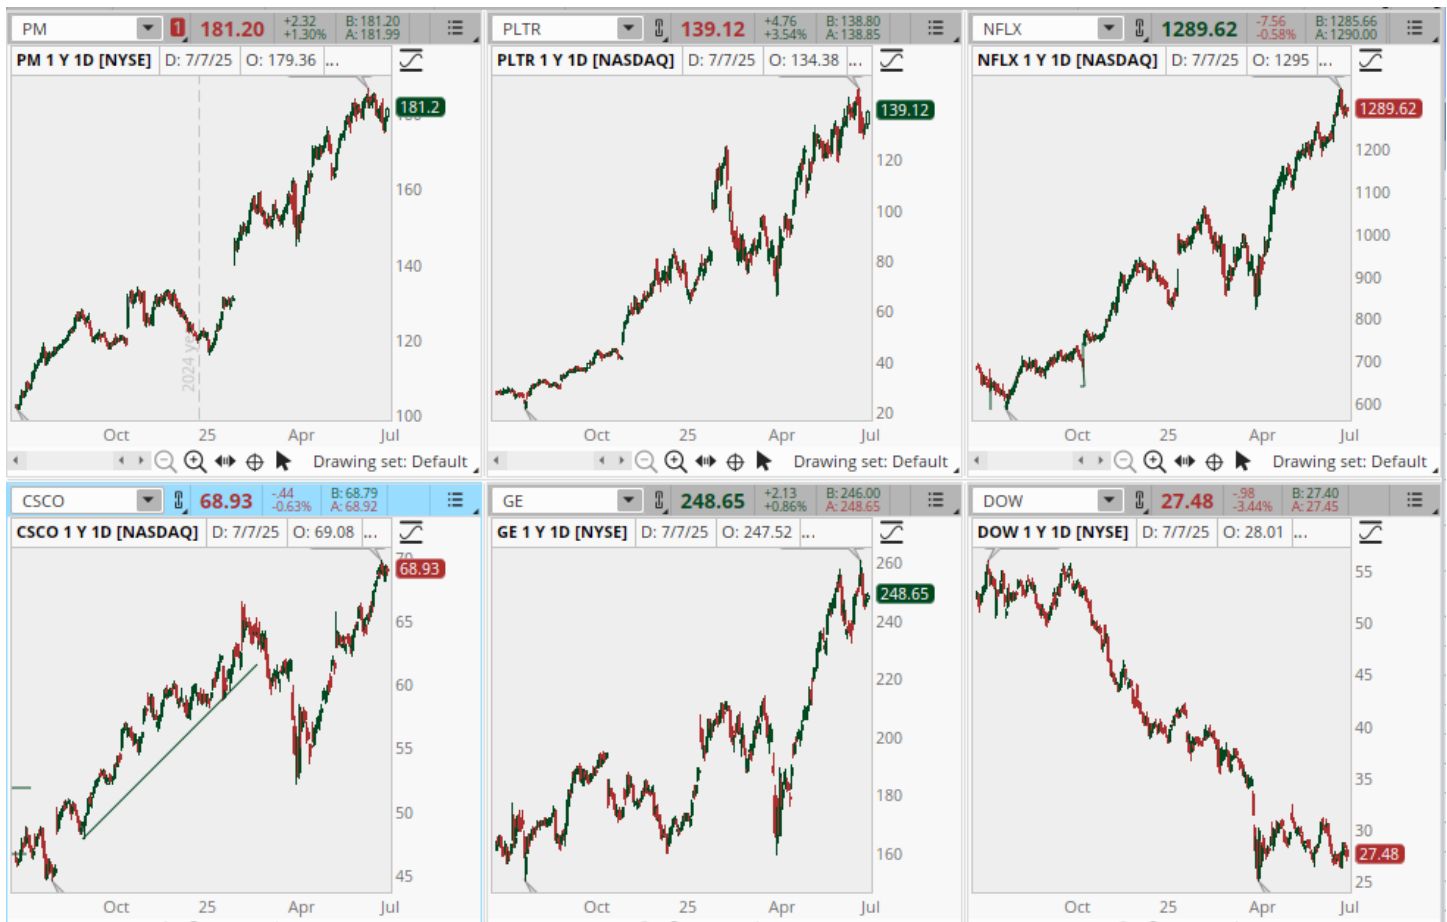 PM 1 181.20 +2.32 +1.30% B: 181.20 A: 181.99
PM 1 Y 1D [NYSE] D: 7/7/25 O: 179.36 ...
181.2
180
160
140
120
100
2024 ye
Oct 25 Apr Jul
Drawing set: Default
PLTR 139.12 +4.76 +3.54% B: 138.80 A: 138.85
PLTR 1 Y 1D [NASDAQ] D: 7/7/25 O: 134.38 ...
139.12
120
100
80
60
40
20
Oct 25 Apr Jul
Drawing set: Default
NFLX 1289.62 -7.56 -0.58% B: 1285.66 A: 1290.00
NFLX 1 Y 1D [NASDAQ] D: 7/7/25 O: 1295 ...
1289.62
1200
1100
1000
900
800
700
600
Oct 25 Apr Jul
Drawing set: Default
CSCO 68.93 -.44 -0.63% B: 68.79 A: 68.92
CSCO 1 Y 1D [NASDAQ] D: 7/7/25 O: 69.08 ...
70
68.93
65
60
55
50
45
Oct 25 Apr Jul
GE 248.65 +2.13 +0.86% B: 246.00 A: 248.65
GE 1 Y 1D [NYSE] D: 7/7/25 O: 247.52 ...
260
248.65
240
220
200
180
160
Oct 25 Apr Jul
DOW 27.48 -.98 -3.44% B: 27.40 A: 27.45
DOW 1 Y 1D [NYSE] D: 7/7/25 O: 28.01 ...
55
50
45
40
35
30
27.48
25
Oct 25 Apr Jul